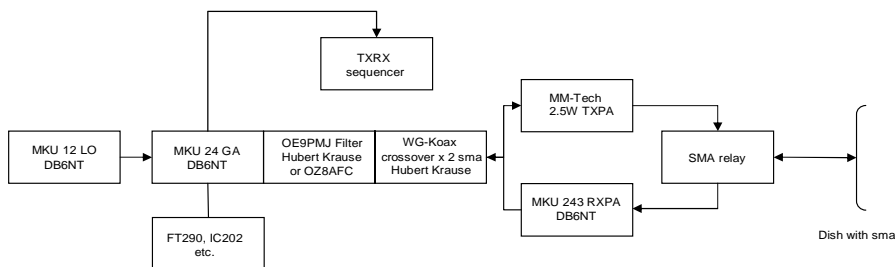 TXRX
sequencer
MM-Tech
2.5W TXPA
MKU 12 LO
DB6NT
MKU 24 GA
DB6NT
OE9PMJ Filter
Hubert Krause
or OZ8AFC
WG-Koax
crossover x 2 sma
Hubert Krause
SMA relay
MKU 243 RXPA
DB6NT
FT290, IC202
etc.
Dish with sma